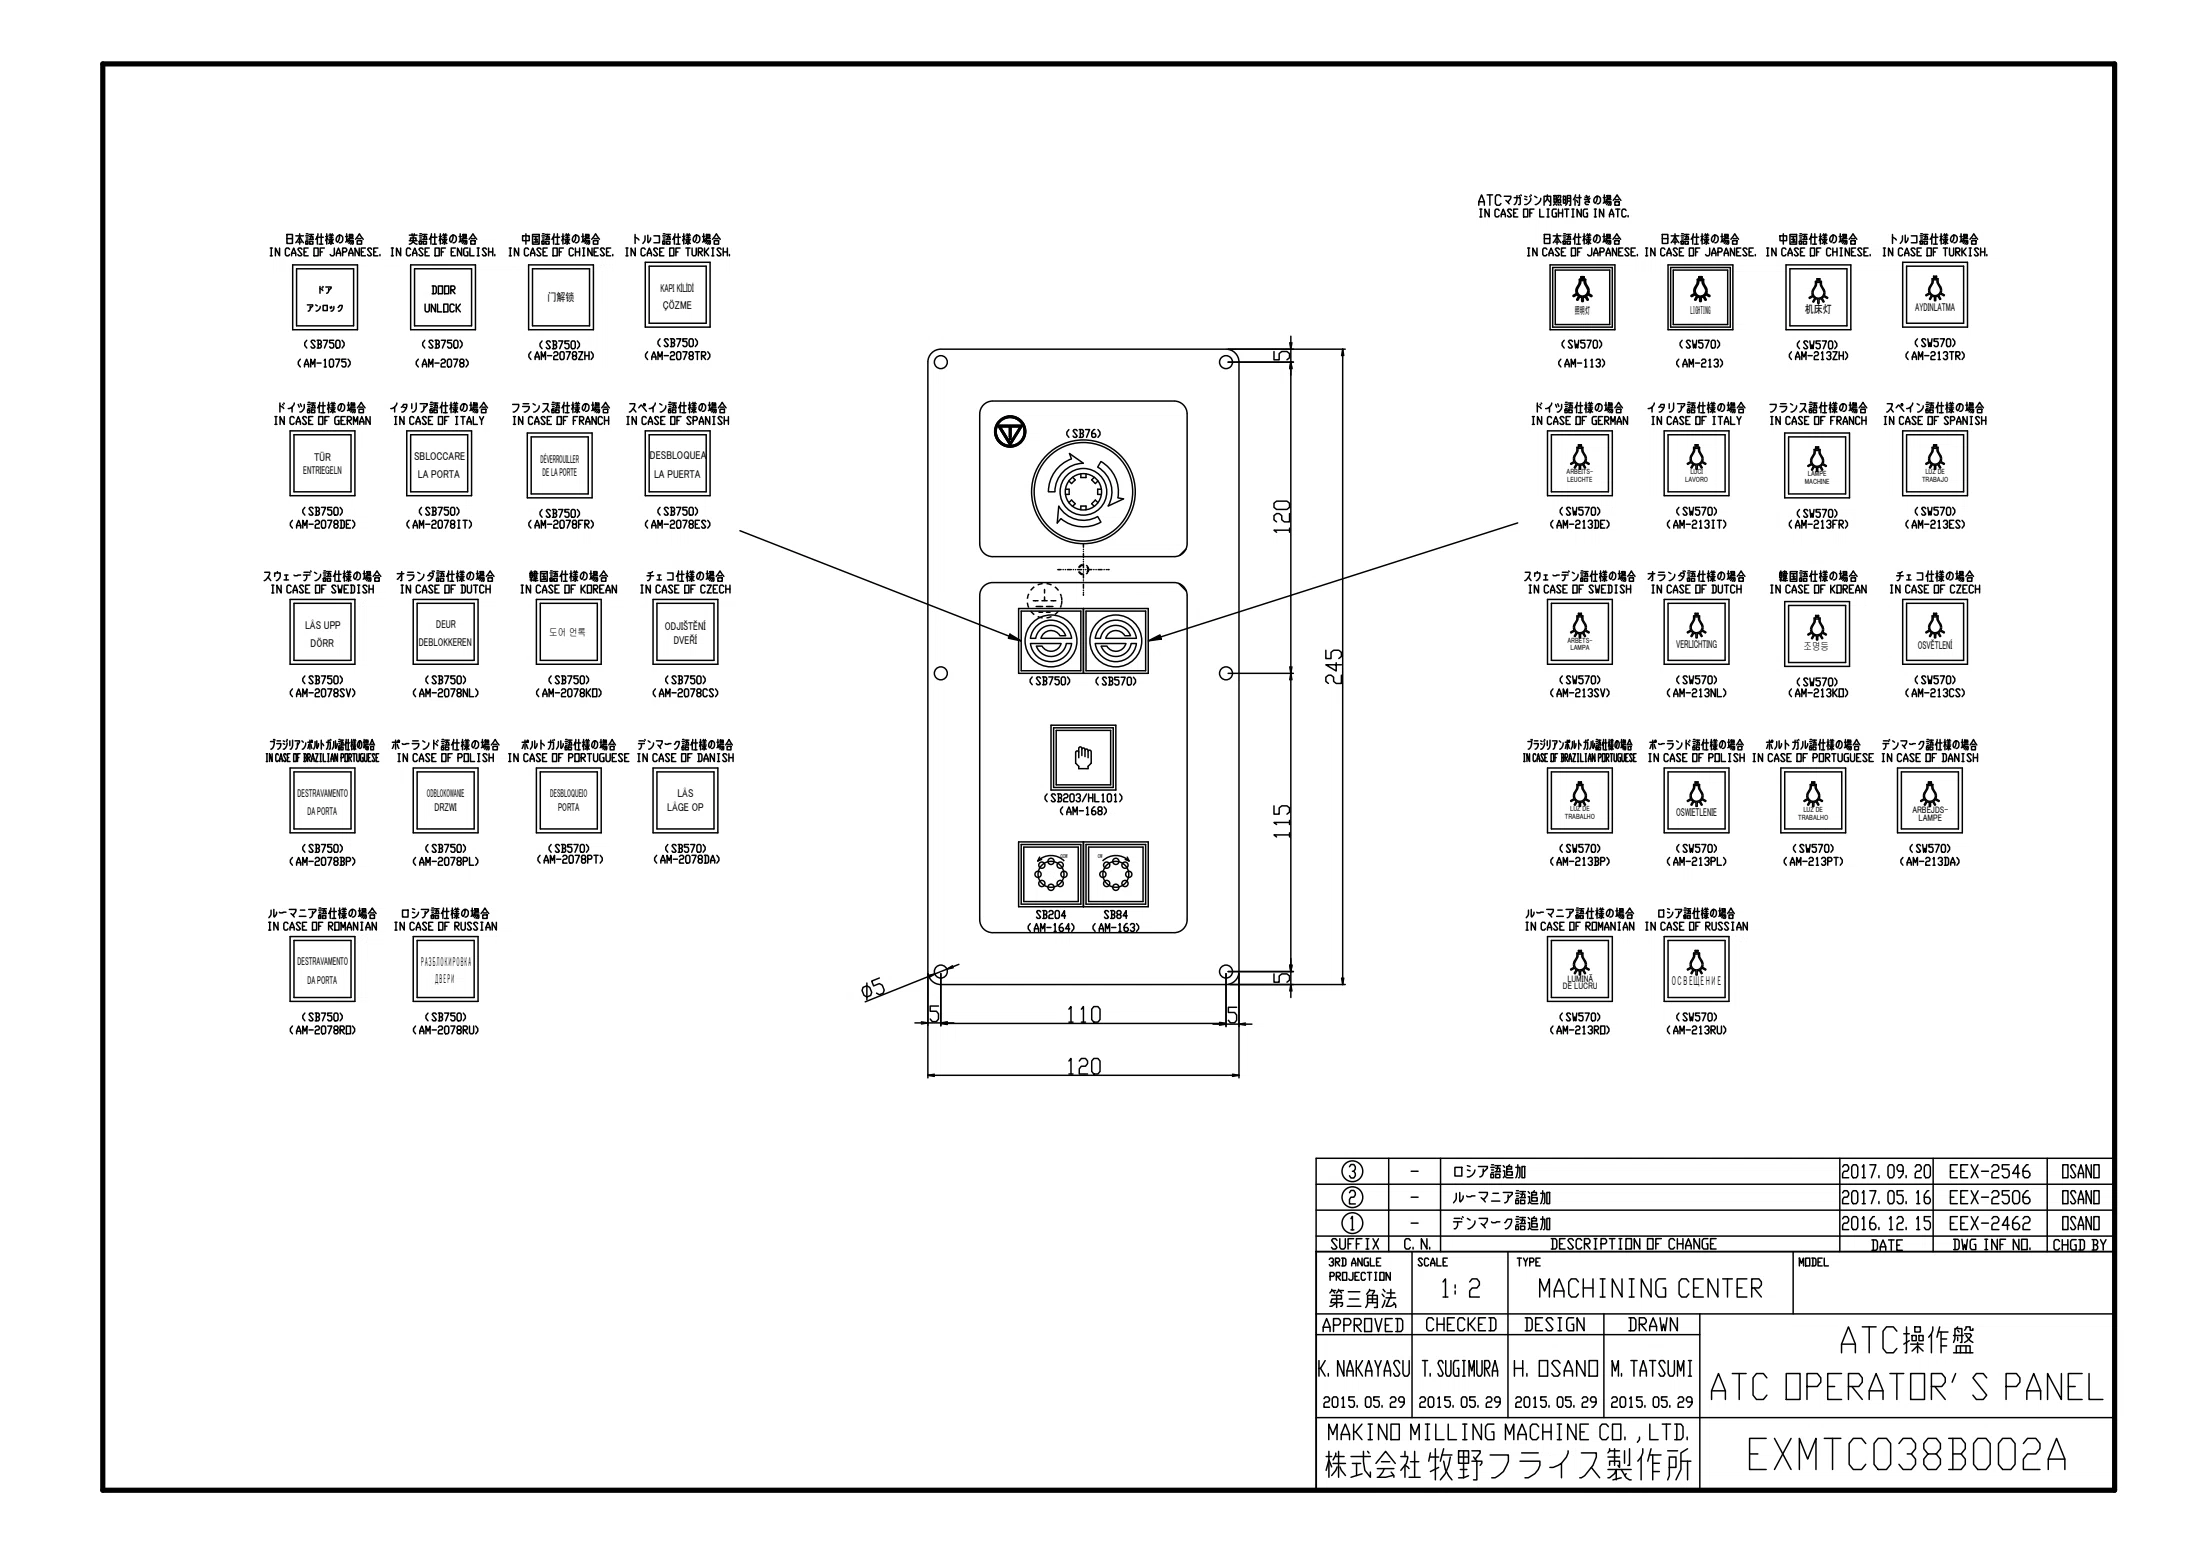 日本語仕様の場合 英語仕様の場合 中国語仕様の場合 トルコ語仕様の場合
IN CASE OF JAPANESE. IN CASE OF ENGLISH. IN CASE OF CHINESE. IN CASE OF TURKISH.
ドア DOOR 门解锁 KAPI KİLİDİ
アンロック UNLOCK ÇÖZME
(SB750) (SB750) (SB750) (SB750)
(AM-1075) (AM-2078) (AM-2078ZH) (AM-2078TR)
ドイツ語仕様の場合 イタリア語仕様の場合 フランス語仕様の場合 スペイン語仕様の場合
IN CASE OF GERMAN IN CASE OF ITALY IN CASE OF FRANCH IN CASE OF SPANISH
TÜR SBLOCCARE DÉVERROUILLER DESBLOQUEA
ENTRIEGELN LA PORTA DE LA PORTE LA PUERTA
(SB750) (SB750) (SB750) (SB750)
(AM-2078DE) (AM-2078IT) (AM-2078FR) (AM-2078ES)
スウェーデン語仕様の場合 オランダ語仕様の場合 韓国語仕様の場合 チェコ仕様の場合
IN CASE OF SWEDISH IN CASE OF DUTCH IN CASE OF KOREAN IN CASE OF CZECH
LÅS UPP DEUR 도어 언록 ODJIŠTĚNÍ
DÖRR DEBLOKKEREN DVEŘÍ
(SB750) (SB750) (SB750) (SB750)
(AM-2078SV) (AM-2078NL) (AM-2078KO) (AM-2078CS)
ブラジリアンポルトガル語仕様の場合 ポーランド語仕様の場合 ポルトガル語仕様の場合 デンマーク語仕様の場合
IN CASE OF BRAZILIAN PORTUGUESE IN CASE OF POLISH IN CASE OF PORTUGUESE IN CASE OF DANISH
DESTRAVAMENTO ODBLOKOWANIE DESBLOQUEIO LÅS
DA PORTA DRZWI PORTA LÅGE OP
(SB750) (SB750) (SB570) (SB570)
(AM-2078BP) (AM-2078PL) (AM-2078PT) (AM-2078DA)
ルーマニア語仕様の場合 ロシア語仕様の場合
IN CASE OF ROMANIAN IN CASE OF RUSSIAN
DESTRAVAMENTO РАЗБЛОКИРОВКА
DA PORTA ДВЕРИ
(SB750) (SB750)
(AM-2078RO) (AM-2078RU)
(SB76)
(SB750) (SB570)
(SB203/HL101)
(AM-168)
SB204 SB84
(AM-164) (AM-163)
5
120
245
115
5
φ5
5 110 5
120
ATCマガジン内照明付きの場合
IN CASE OF LIGHTING IN ATC.
日本語仕様の場合 日本語仕様の場合 中国語仕様の場合 トルコ語仕様の場合
IN CASE OF JAPANESE. IN CASE OF JAPANESE. IN CASE OF CHINESE. IN CASE OF TURKISH.
照明灯 LIGHTING 机床灯 AYDINLATMA
(SW570) (SW570) (SW570) (SW570)
(AM-113) (AM-213) (AM-213ZH) (AM-213TR)
ドイツ語仕様の場合 イタリア語仕様の場合 フランス語仕様の場合 スペイン語仕様の場合
IN CASE OF GERMAN IN CASE OF ITALY IN CASE OF FRANCH IN CASE OF SPANISH
ARBEITS- LUCI LAMPE LUZ DE
LEUCHTE LAVORO MACHINE TRABAJO
(SW570) (SW570) (SW570) (SW570)
(AM-213DE) (AM-213IT) (AM-213FR) (AM-213ES)
スウェーデン語仕様の場合 オランダ語仕様の場合 韓国語仕様の場合 チェコ仕様の場合
IN CASE OF SWEDISH IN CASE OF DUTCH IN CASE OF KOREAN IN CASE OF CZECH
ARBETS- VERLICHTING 조명등 OSVĚTLENÍ
LAMPA
(SW570) (SW570) (SW570) (SW570)
(AM-213SV) (AM-213NL) (AM-213KO) (AM-213CS)
ブラジリアンポルトガル語仕様の場合 ポーランド語仕様の場合 ポルトガル語仕様の場合 デンマーク語仕様の場合
IN CASE OF BRAZILIAN PORTUGUESE IN CASE OF POLISH IN CASE OF PORTUGUESE IN CASE OF DANISH
LUZ DE OSWIETLENIE LUZ DE ARBEJDS-
TRABALHO TRABALHO LAMPE
(SW570) (SW570) (SW570) (SW570)
(AM-213BP) (AM-213PL) (AM-213PT) (AM-213DA)
ルーマニア語仕様の場合 ロシア語仕様の場合
IN CASE OF ROMANIAN IN CASE OF RUSSIAN
LUMINĂ ОСВЕЩЕНИЕ
DE LUCRU
(SW570) (SW570)
(AM-213RO) (AM-213RU)
③ - ロシア語追加 2017.09.20 EEX-2546 OSANO
② - ルーマニア語追加 2017.05.16 EEX-2506 OSANO
① - デンマーク語追加 2016.12.15 EEX-2462 OSANO
SUFFIX C.N. DESCRIPTION OF CHANGE DATE DWG INF NO. CHGD BY
3RD ANGLE SCALE TYPE MODEL
PROJECTION
第三角法 1:2 MACHINING CENTER
APPROVED CHECKED DESIGN DRAWN
K. NAKAYASU T. SUGIMURA H. OSANO M. TATSUMI
2015.05.29 2015.05.29 2015.05.29 2015.05.29
ATC操作盤
ATC OPERATOR'S PANEL
MAKINO MILLING MACHINE CO.,LTD.
株式会社牧野フライス製作所
EXMTC038B002A